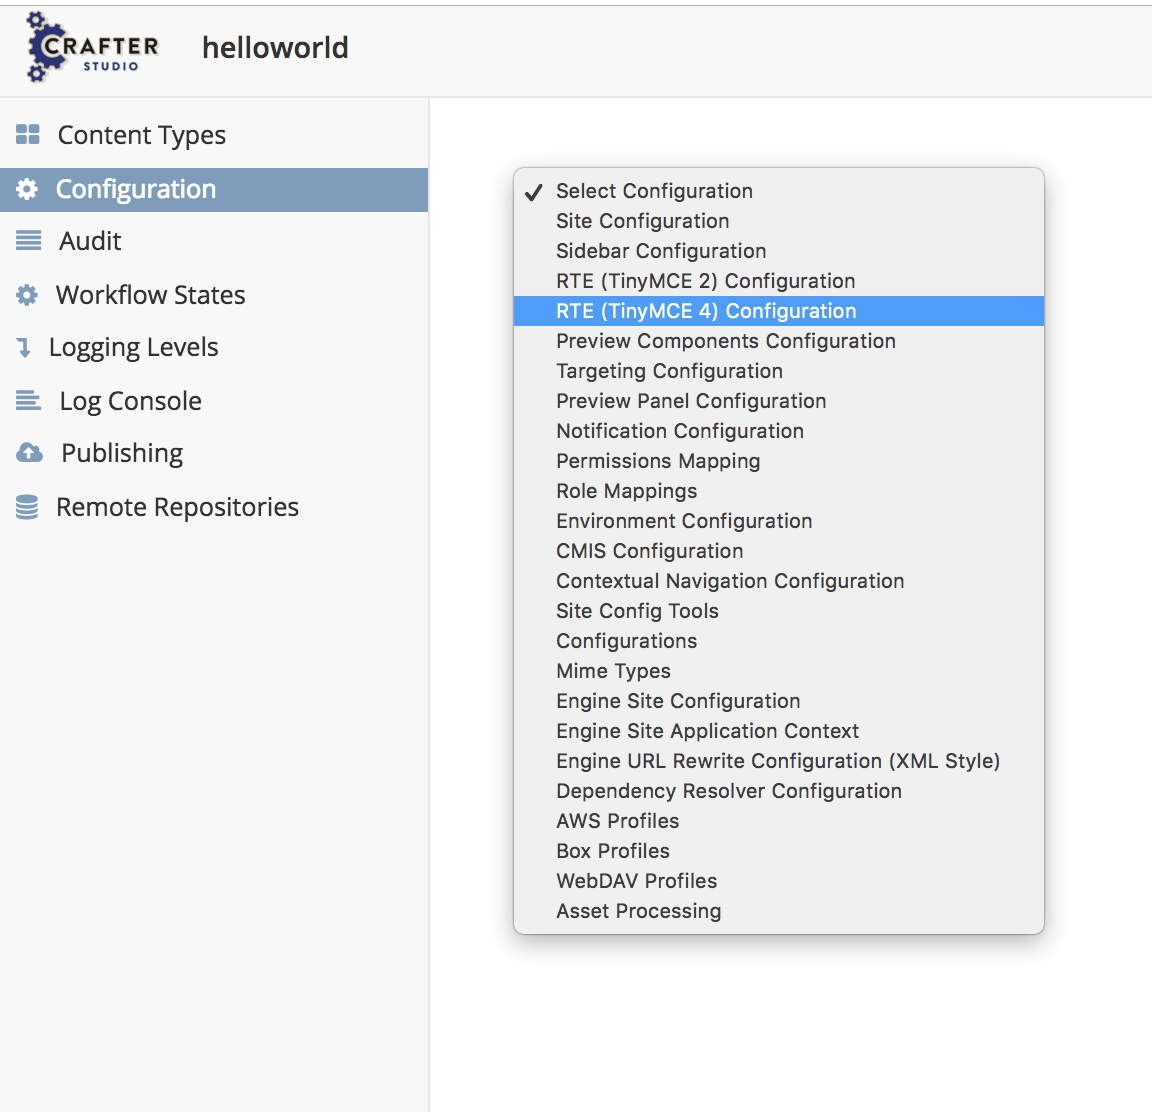 CRAFTER
STUDIO
helloworld
Content Types
Configuration
Audit
Workflow States
Logging Levels
Log Console
Publishing
Remote Repositories
Select Configuration
Site Configuration
Sidebar Configuration
RTE (TinyMCE 2) Configuration
RTE (TinyMCE 4) Configuration
Preview Components Configuration
Targeting Configuration
Preview Panel Configuration
Notification Configuration
Permissions Mapping
Role Mappings
Environment Configuration
CMIS Configuration
Contextual Navigation Configuration
Site Config Tools
Configurations
Mime Types
Engine Site Configuration
Engine Site Application Context
Engine URL Rewrite Configuration (XML Style)
Dependency Resolver Configuration
AWS Profiles
Box Profiles
WebDAV Profiles
Asset Processing